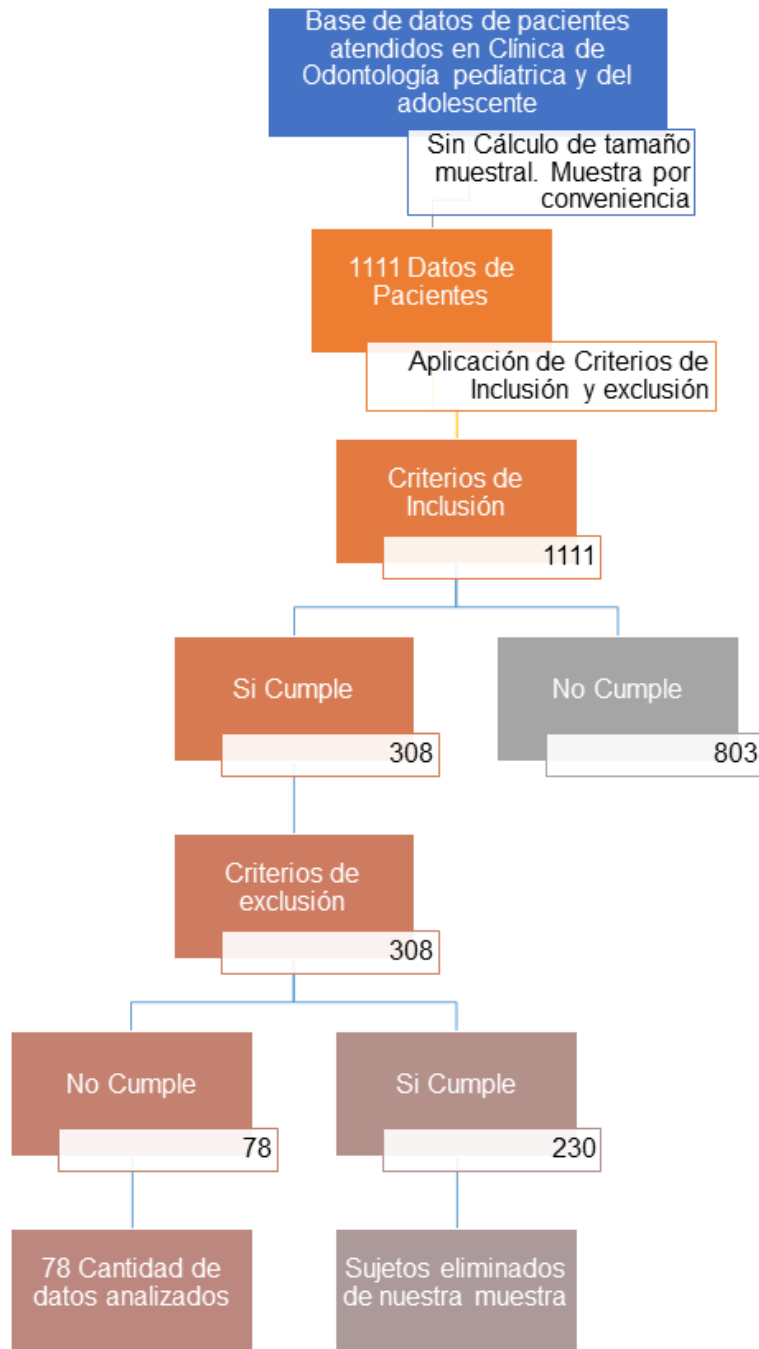 Base de datos de pacientes
atendidos en Clínica de
Odontología pedíatrica y del
adolescente
Sin Cálculo de tamaño
muestral. Muestra por
conveniencia
1111 Datos de
Pacientes
Aplicación de Criterios de
Inclusión y exclusión
Criterios de
Inclusión
1111
Si Cumple
308
No Cumple
803
Criterios de
exclusión
308
No Cumple
78
Si Cumple
230
78 Cantidad de
datos analizados
Sujetos eliminados
de nuestra muestra